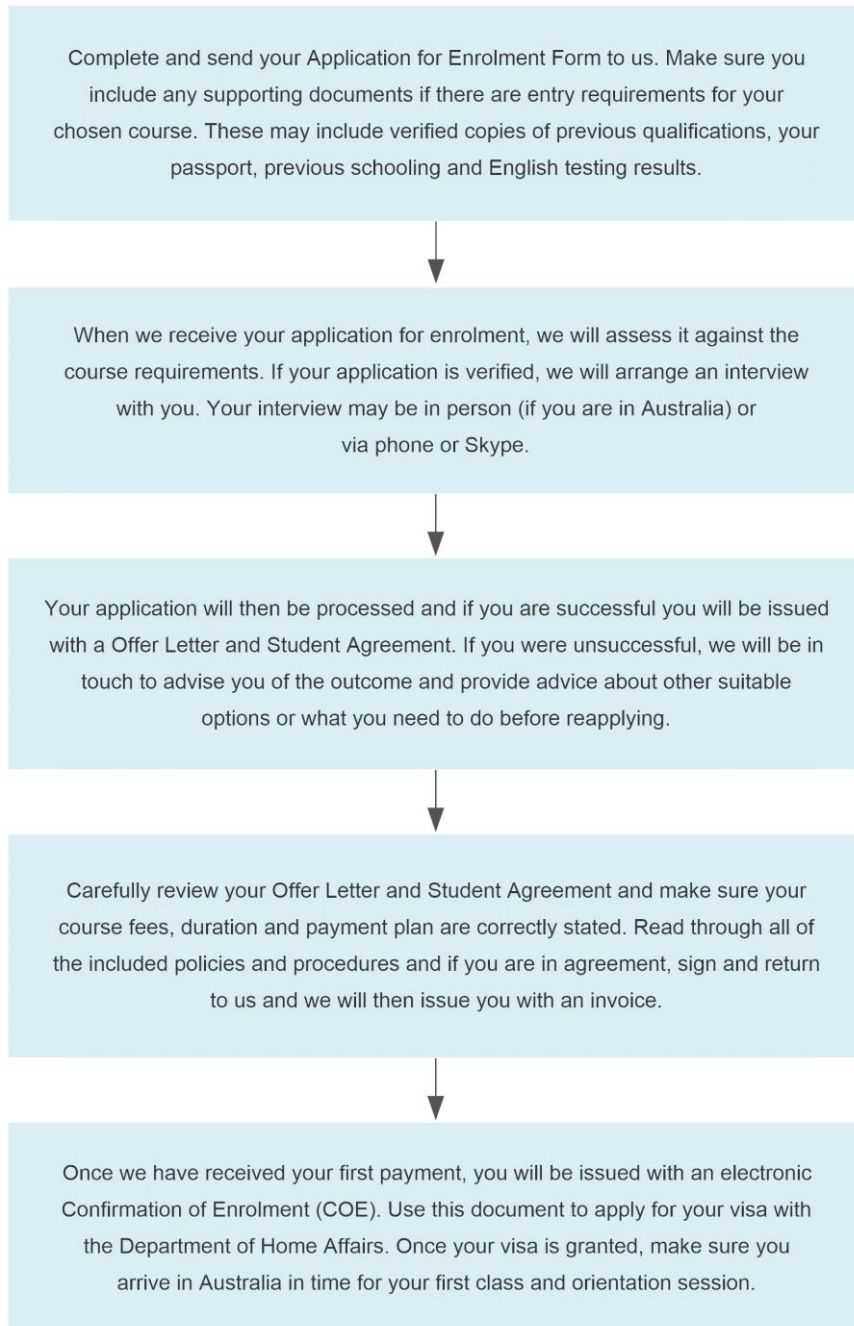 Complete and send your Application for Enrolment Form to us. Make sure you
include any supporting documents if there are entry requirements for your
chosen course. These may include verified copies of previous qualifications, your
passport, previous schooling and English testing results.
When we receive your application for enrolment, we will assess it against the
course requirements. If your application is verified, we will arrange an interview
with you. Your interview may be in person (if you are in Australia) or
via phone or Skype.
Your application will then be processed and if you are successful you will be issued
with a Offer Letter and Student Agreement. If you were unsuccessful, we will be in
touch to advise you of the outcome and provide advice about other suitable
options or what you need to do before reapplying.
Carefully review your Offer Letter and Student Agreement and make sure your
course fees, duration and payment plan are correctly stated. Read through all of
the included policies and procedures and if you are in agreement, sign and return
to us and we will then issue you with an invoice.
Once we have received your first payment, you will be issued with an electronic
Confirmation of Enrolment (COE). Use this document to apply for your visa with
the Department of Home Affairs. Once your visa is granted, make sure you
arrive in Australia in time for your first class and orientation session.